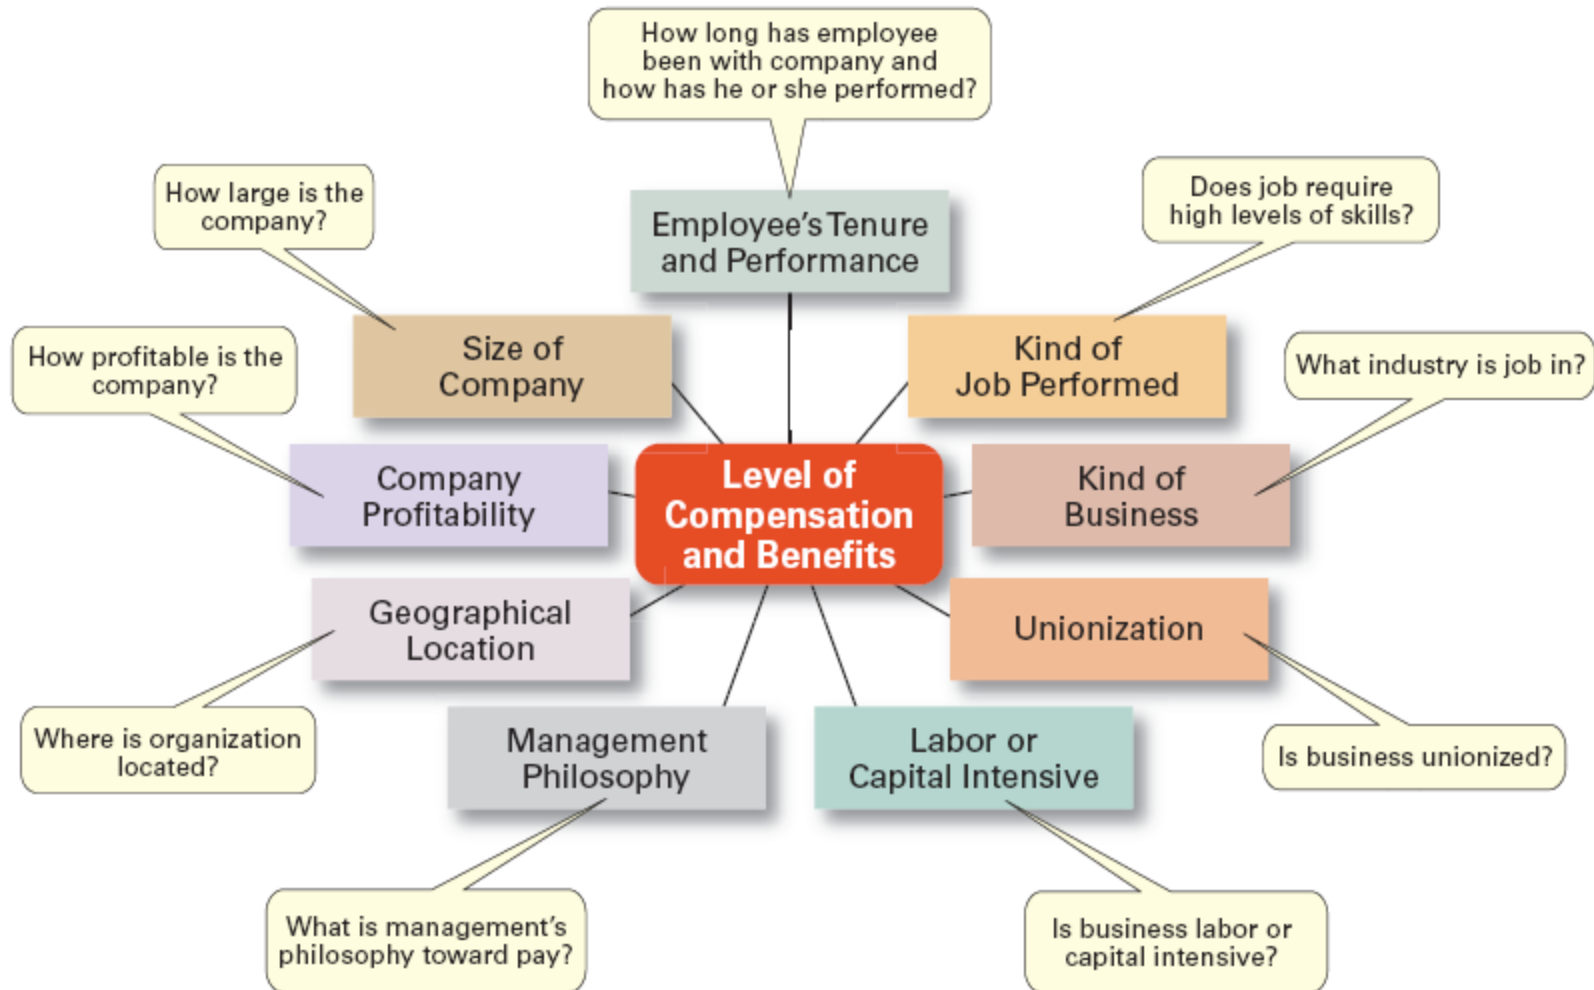 How long has employee
been with company and
how has he or she performed?
How large is the
company?
Does job require
high levels of skills?
Employee's Tenure
and Performance
Size of
Company
Kind of
Job Performed
How profitable is the
company?
What industry is job in?
Company
Profitability
Level of
Compensation
and Benefits
Kind of
Business
Geographical
Location
Unionization
Where is organization
located?
Management
Philosophy
Labor or
Capital Intensive
Is business unionized?
What is management's
philosophy toward pay?
Is business labor or
capital intensive?